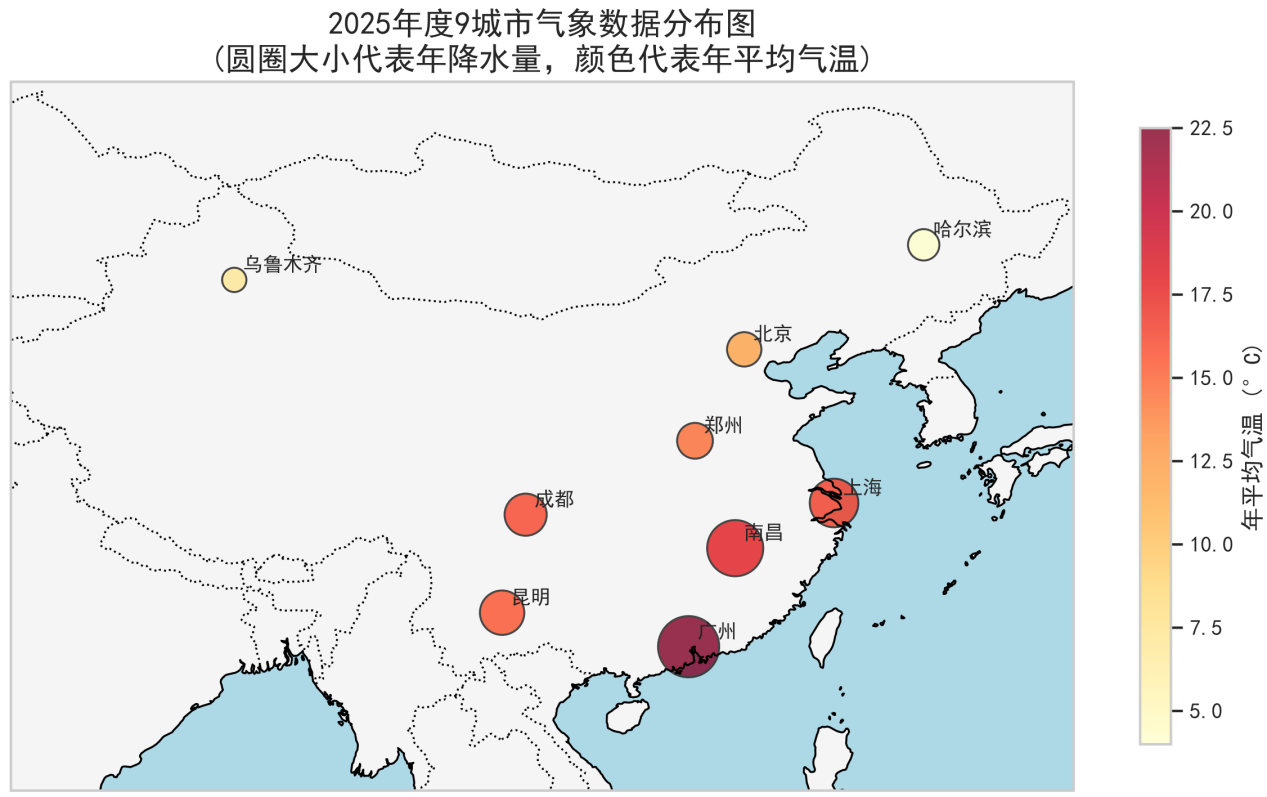 2025年度9城市气象数据分布图
(圆圈大小代表年降水量，颜色代表年平均气温)
22.5
哈尔滨
20.0
乌鲁木齐
17.5
北京
15.0
郑州
12.5
成都
上海
南昌
10.0
昆明
广州
7.5
5.0
年平均气温 (°C)